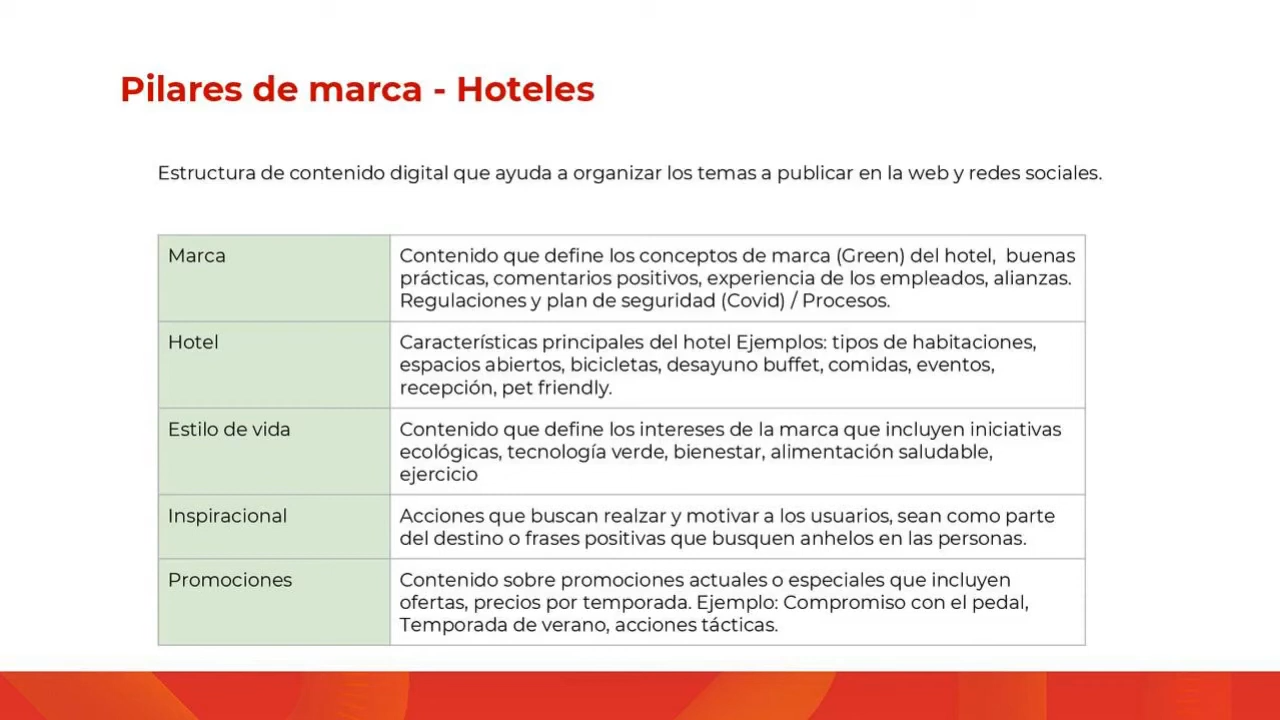 Pilares de marca - Hoteles
Estructura de contenido digital que ayuda a organizar los temas a publicar en la web y redes sociales.
Marca
Contenido que define los conceptos de marca (Green) del hotel,  buenas
prácticas, comentarios positivos, experiencia de los empleados, alianzas.
Regulaciones y plan de seguridad (Covid) / Procesos.
Hotel
Características principales del hotel Ejemplos: tipos de habitaciones,
espacios abiertos, bicicletas, desayuno buffet, comidas, eventos,
recepción, pet friendly.
Estilo de vida
Contenido que define los intereses de la marca que incluyen iniciativas
ecológicas, tecnología verde, bienestar, alimentación saludable,
ejercicio
Inspiracional
Acciones que buscan realzar y motivar a los usuarios, sean como parte
del destino o frases positivas que busquen anhelos en las personas.
Promociones
Contenido sobre promociones actuales o especiales que incluyen
ofertas, precios por temporada. Ejemplo: Compromiso con el pedal,
Temporada de verano, acciones tácticas.